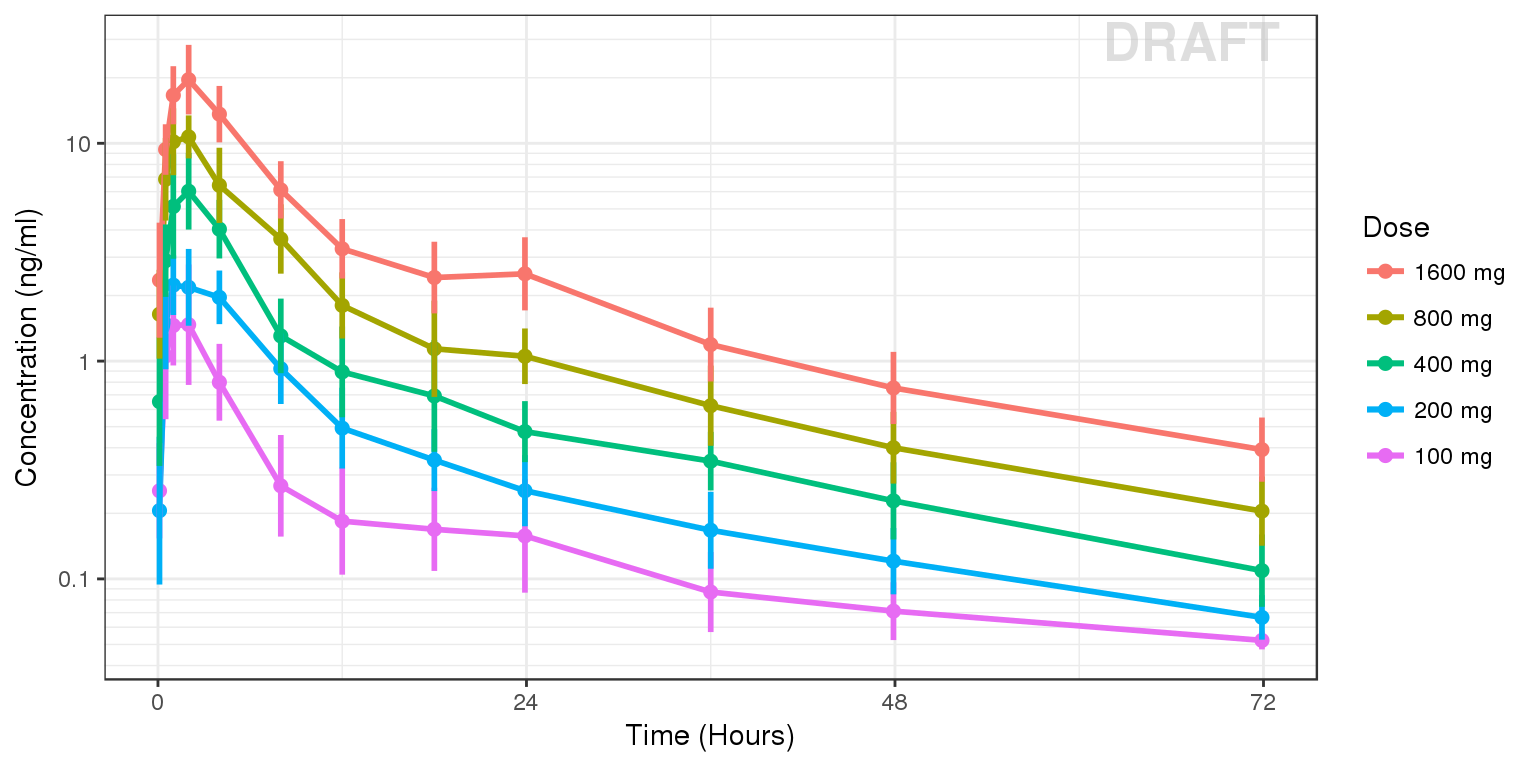 DRAFT
Concentration (ng/ml)
10
1
0.1
0
24
48
72
Time (Hours)
Dose
1600 mg
800 mg
400 mg
200 mg
100 mg